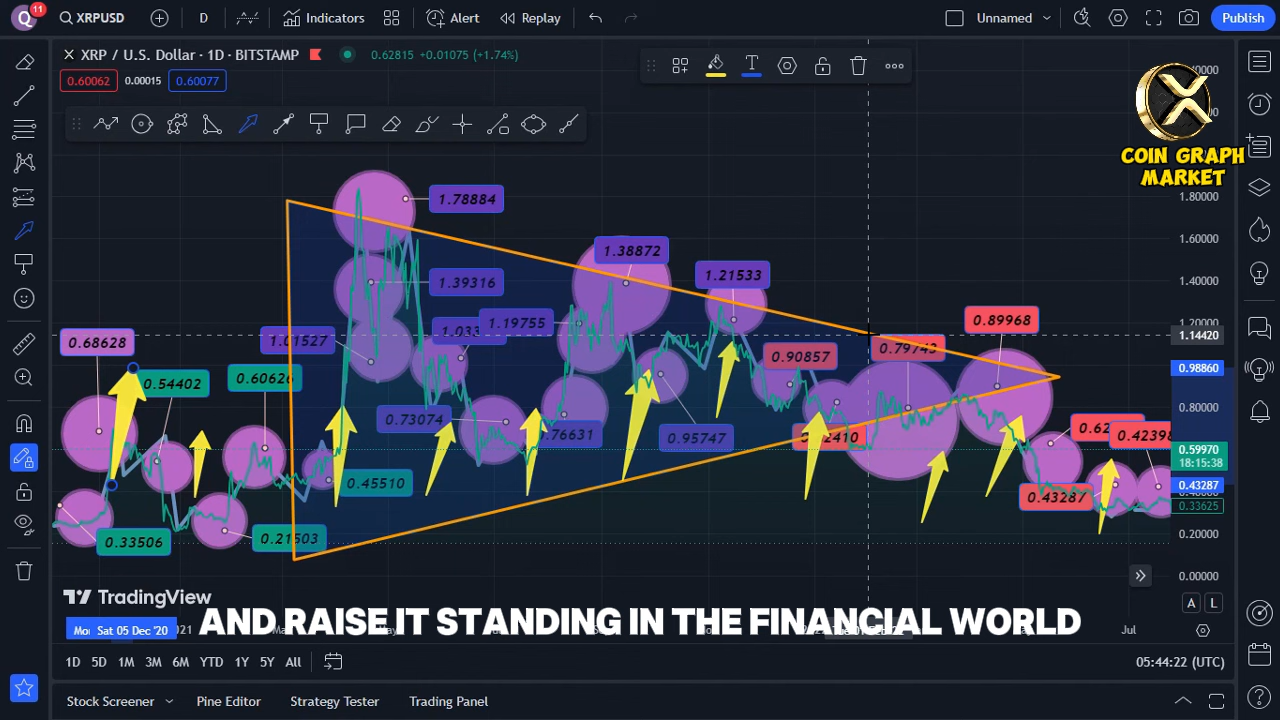 Q 11 XRPUSD D Indicators Alert Replay Unnamed Publish
XRP / U.S. Dollar · 1D · BITSTAMP 0.62815 +0.01075 (+1.74%)
0.60062 0.00015 0.60077
T
COIN GRAPH
MARKET
1.80000
1.60000
1.40000
1.20000
1.14420
0.98860
0.80000
0.59970
18:15:38
0.43287
0.33625
0.20000
0.00000
1.78884
1.38872
1.21533
1.39316
1.19755
0.89968
0.68628
0.79743
0.90857
0.54402
0.60626
0.73074
0.76631
0.95747
0.42398
0.45510
0.43287
0.33506
0.21503
TradingView
A L
AND RAISE IT STANDING IN THE FINANCIAL WORLD
Sat 05 Dec '20
Jul
1D 5D 1M 3M 6M YTD 1Y 5Y All 05:44:22 (UTC)
Stock Screener Pine Editor Strategy Tester Trading Panel